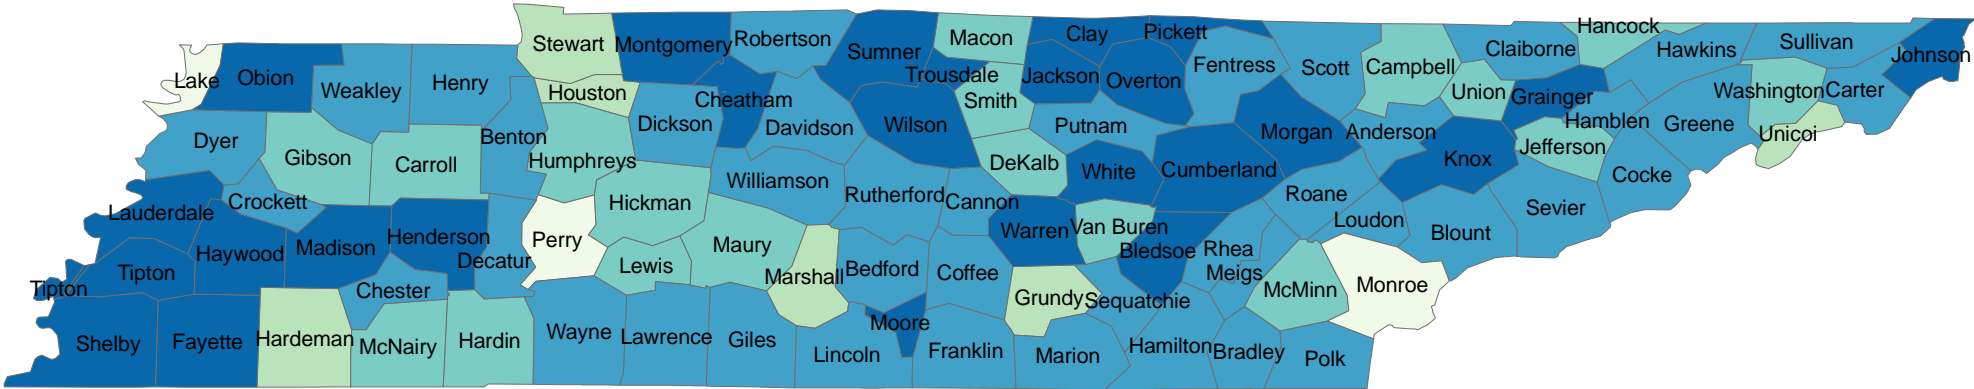 Stewart
Montgomery
Robertson
Sumner
Macon
Clay
Pickett
Hancock
Claiborne
Hawkins
Sullivan
Johnson
Lake
Obion
Weakley
Henry
Houston
Cheatham
Trousdale
Jackson
Overton
Fentress
Scott
Campbell
Union
Grainger
Washington
Carter
Dyer
Gibson
Carroll
Benton
Humphreys
Dickson
Davidson
Wilson
Smith
Putnam
Morgan
Anderson
Hamblen
Greene
Unicoi
Jefferson
Knox
DeKalb
White
Cumberland
Cocke
Lauderdale
Crockett
Hickman
Williamson
Rutherford
Cannon
Roane
Loudon
Sevier
Blount
Haywood
Madison
Henderson
Decatur
Perry
Lewis
Maury
Marshall
Bedford
Coffee
Warren
Van Buren
Bledsoe
Rhea
Meigs
McMinn
Monroe
Tipton
Tipton
Chester
Grundy
Sequatchie
Shelby
Fayette
Hardeman
McNairy
Hardin
Wayne
Lawrence
Giles
Lincoln
Moore
Franklin
Marion
Hamilton
Bradley
Polk